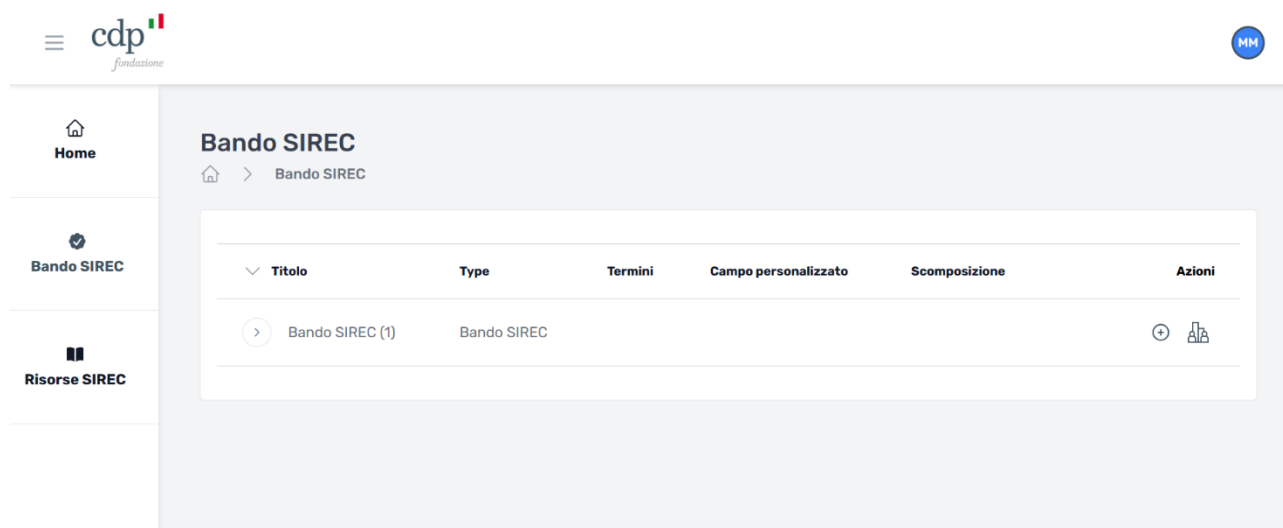 cdp
fondazione
MM
Home
Bando SIREC
Risorse SIREC
Bando SIREC
Bando SIREC
Titolo Type Termini Campo personalizzato Scomposizione Azioni
Bando SIREC (1) Bando SIREC